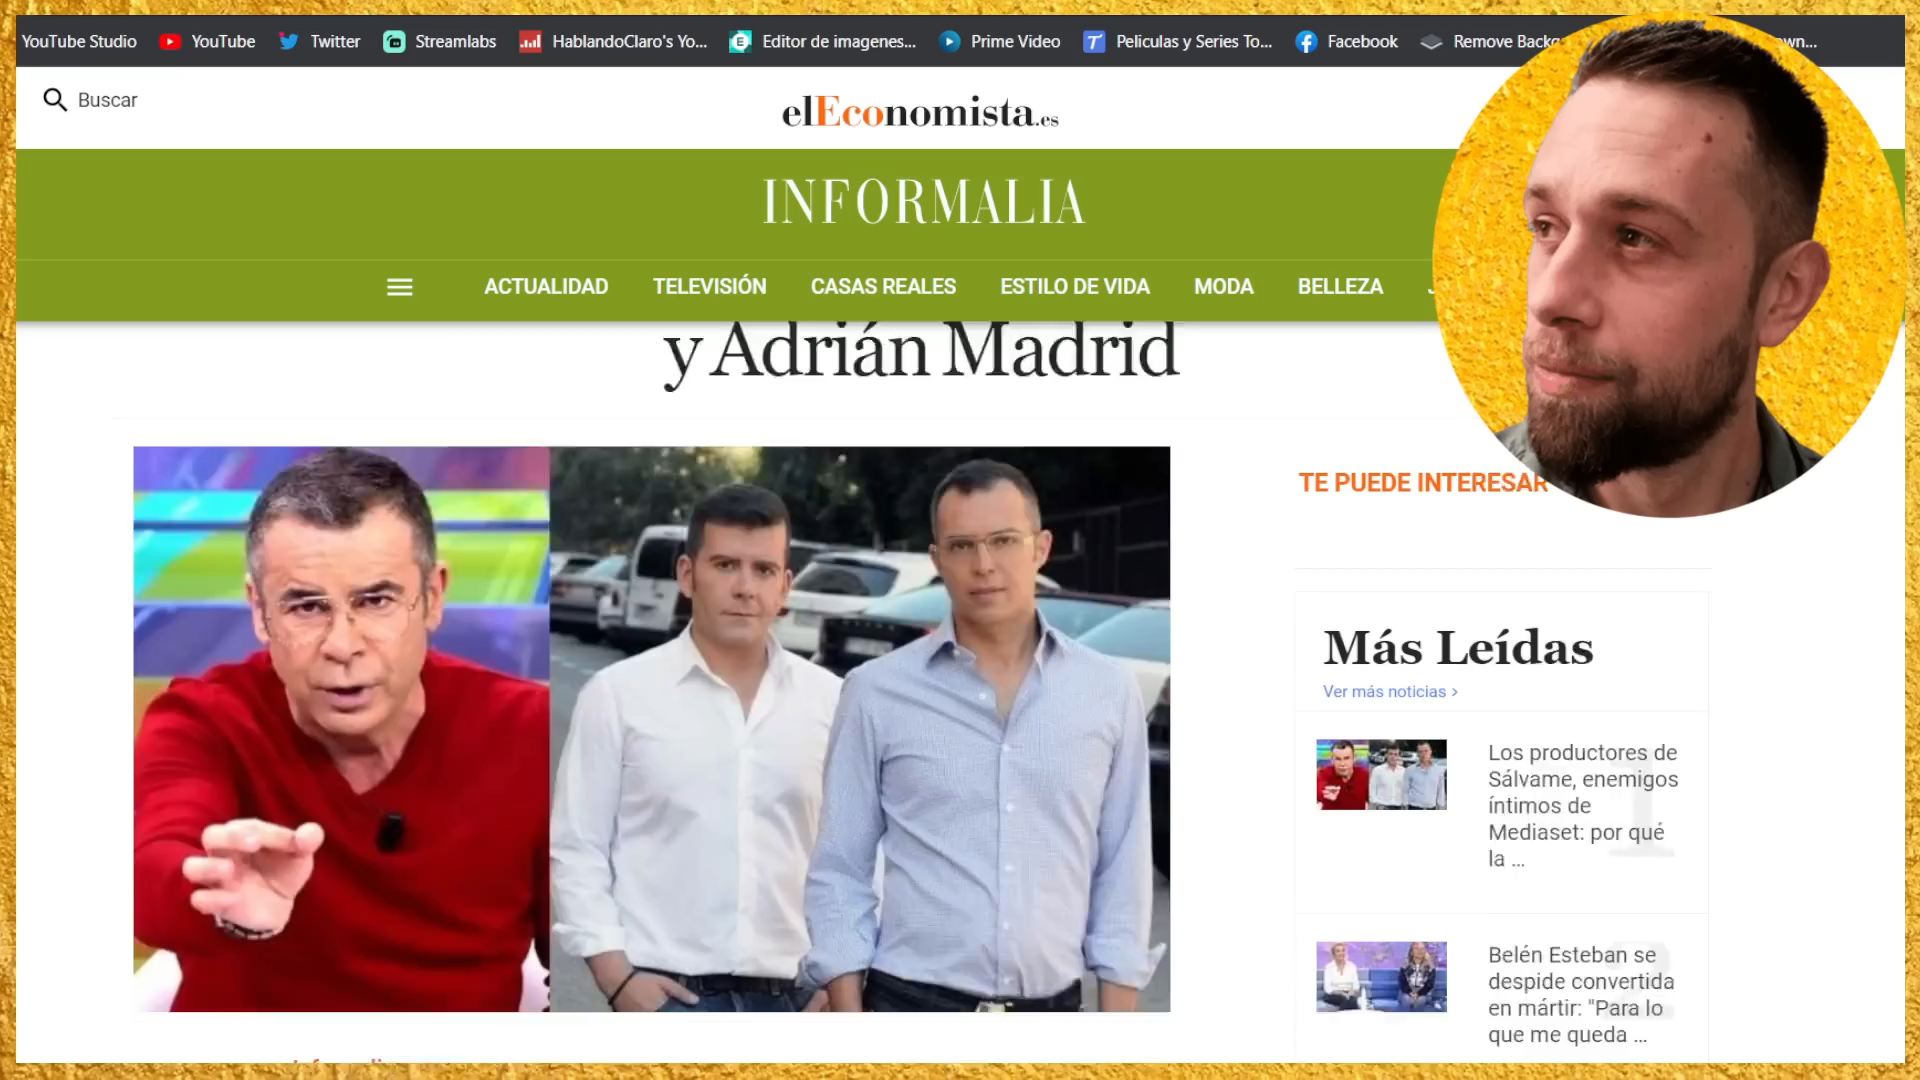 YouTube Studio YouTube Twitter Streamlabs HablandoClaro's Yo... Editor de imagenes... Prime Video Peliculas y Series To... Facebook Remove Backg own...
Buscar
elEconomista.es
INFORMALIA
ACTUALIDAD TELEVISIÓN CASAS REALES ESTILO DE VIDA MODA BELLEZA
y Adrián Madrid
TE PUEDE INTERESAR
Más Leídas
Ver más noticias >
1
Los productores de
Sálvame, enemigos
íntimos de
Mediaset: por qué
la ...
2
Belén Esteban se
despide convertida
en mártir: "Para lo
que me queda ...